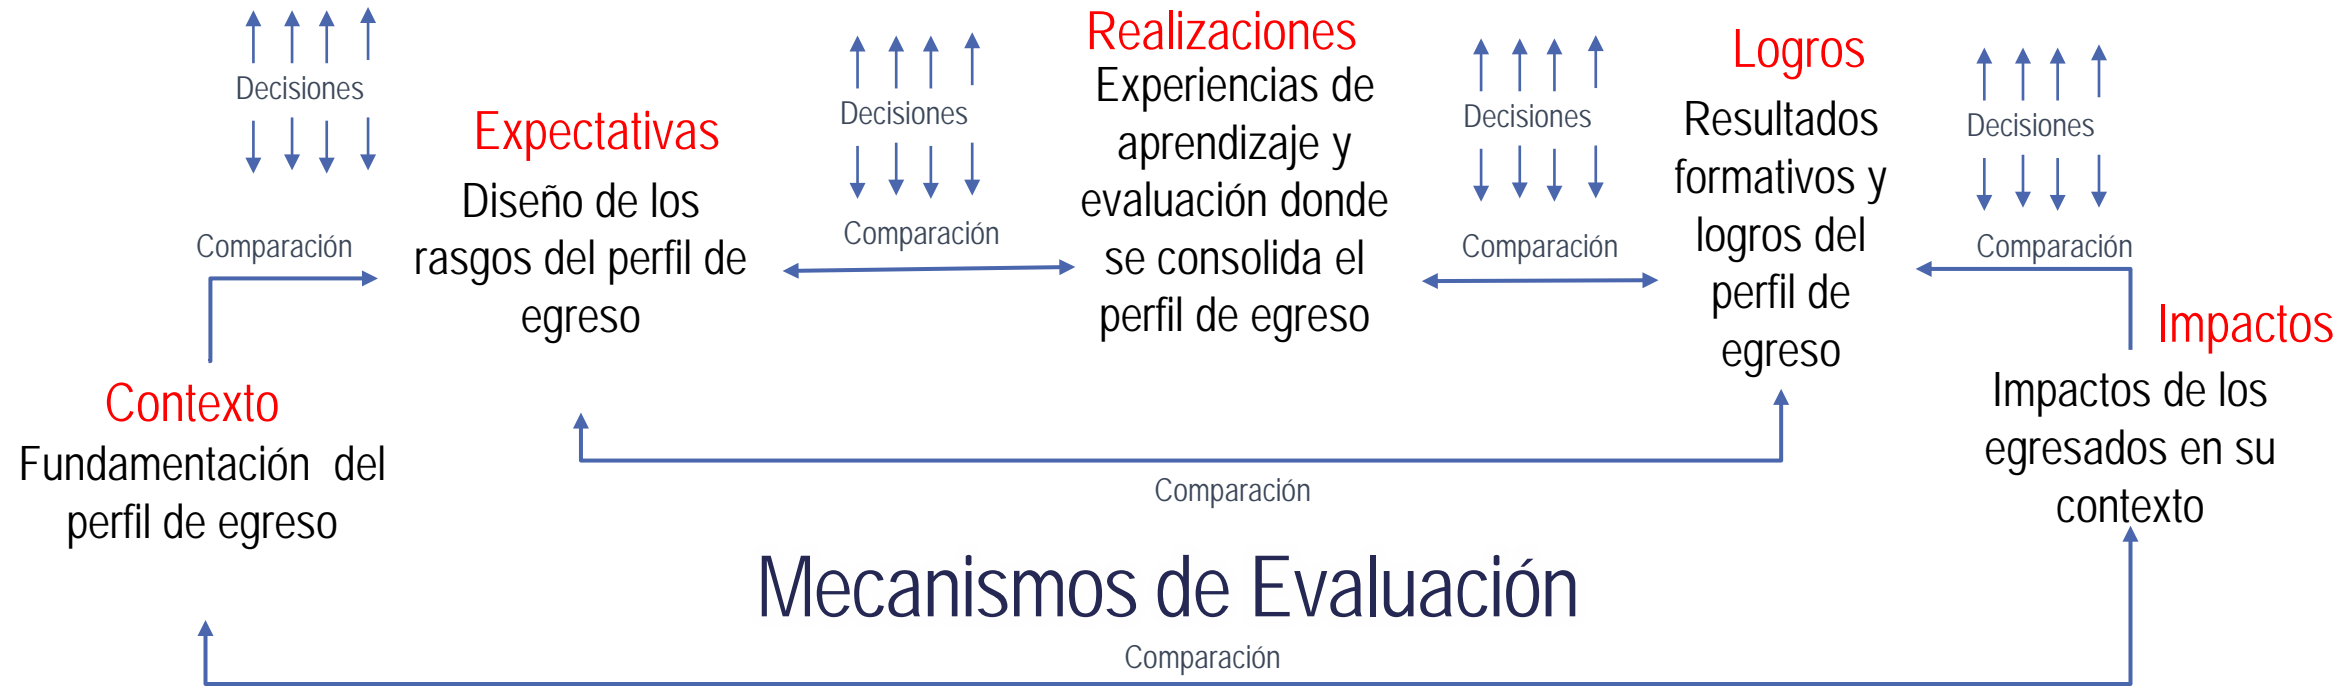 Decisiones
Comparación
Contexto
Fundamentación  del
perfil de egreso
Expectativas
Diseño de los
rasgos del perfil de
egreso
Decisiones
Comparación
Realizaciones
Experiencias de
aprendizaje y
evaluación donde
se consolida el
perfil de egreso
Decisiones
Comparación
Logros
Resultados
formativos y
logros del
perfil de
egreso
Decisiones
Comparación
Impactos
Impactos de los
egresados en su
contexto
Comparación
Mecanismos de Evaluación
Comparación